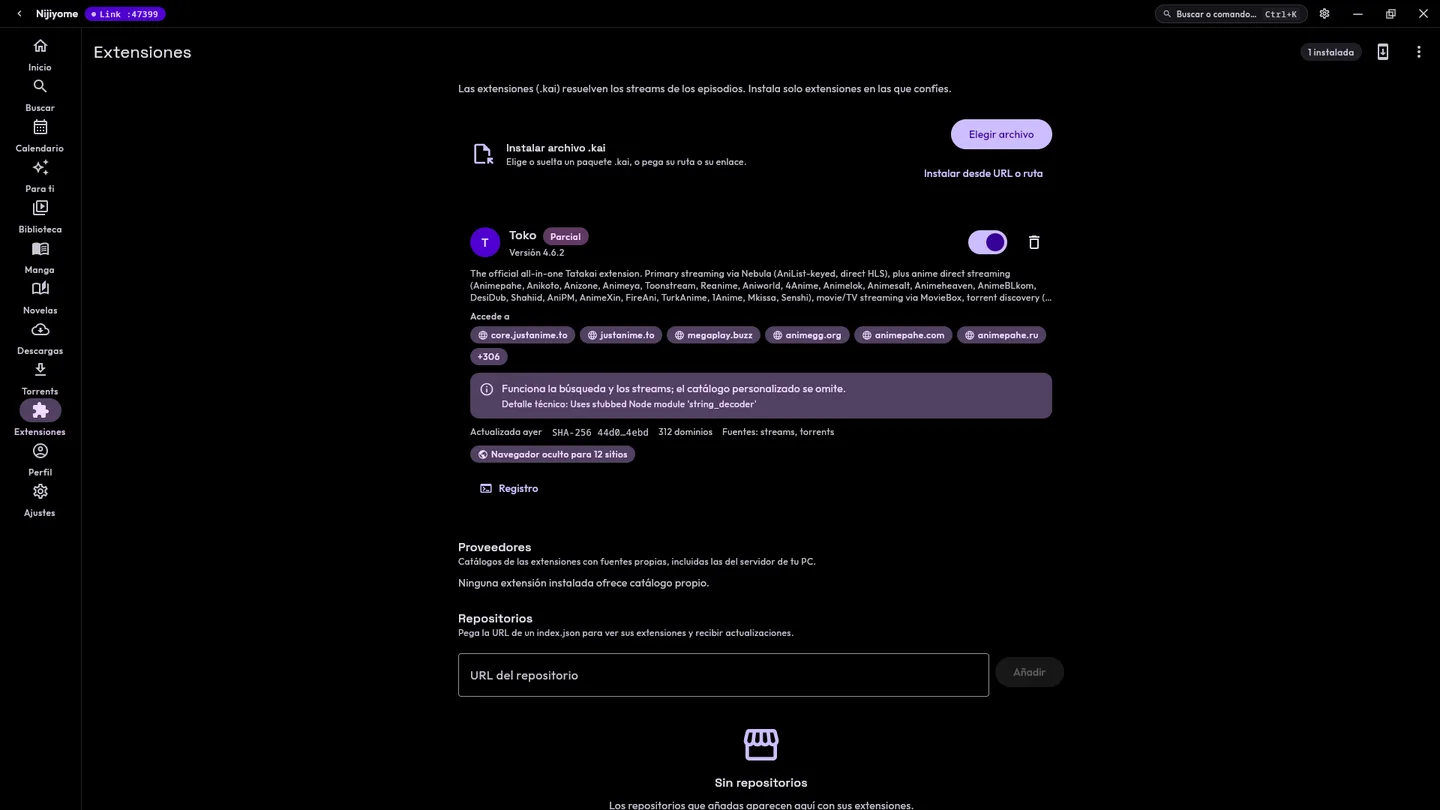 Nijiyome
Link :47399
Buscar o comando... Ctrl+K
Inicio
Buscar
Calendario
Para ti
Biblioteca
Manga
Novelas
Descargas
Torrents
Extensiones
Perfil
Ajustes
Extensiones
1 instalada
Las extensiones (.kai) resuelven los streams de los episodios. Instala solo extensiones en las que confíes.
Instalar archivo .kai
Elige o suelta un paquete .kai, o pega su ruta o su enlace.
Elegir archivo
Instalar desde URL o ruta
T
Toko Parcial
Versión 4.6.2
The official all-in-one Tatakai extension. Primary streaming via Nebula (AniList-keyed, direct HLS), plus anime direct streaming
(Animepahe, Anikoto, Anizone, Animeya, Toonstream, Reanime, Aniworld, 4Anime, Animelok, Animesalt, Animeheaven, AnimeBLkom,
DesiDub, Shahiid, AniPM, AnimeXin, FireAni, TurkAnime, 1Anime, Mkissa, Senshi), movie/TV streaming via MovieBox, torrent discovery (...
Accede a
core.justanime.to justanime.to megaplay.buzz animegg.org animepahe.com animepahe.ru
+306
Funciona la búsqueda y los streams; el catálogo personalizado se omite.
Detalle técnico: Uses stubbed Node module 'string_decoder'
Actualizada ayer SHA-256 44d0…4ebd 312 dominios Fuentes: streams, torrents
Navegador oculto para 12 sitios
Registro
Proveedores
Catálogos de las extensiones con fuentes propias, incluidas las del servidor de tu PC.
Ninguna extensión instalada ofrece catálogo propio.
Repositorios
Pega la URL de un index.json para ver sus extensiones y recibir actualizaciones.
URL del repositorio
Añadir
Sin repositorios
Los repositorios que añadas aparecen aquí con sus extensiones.